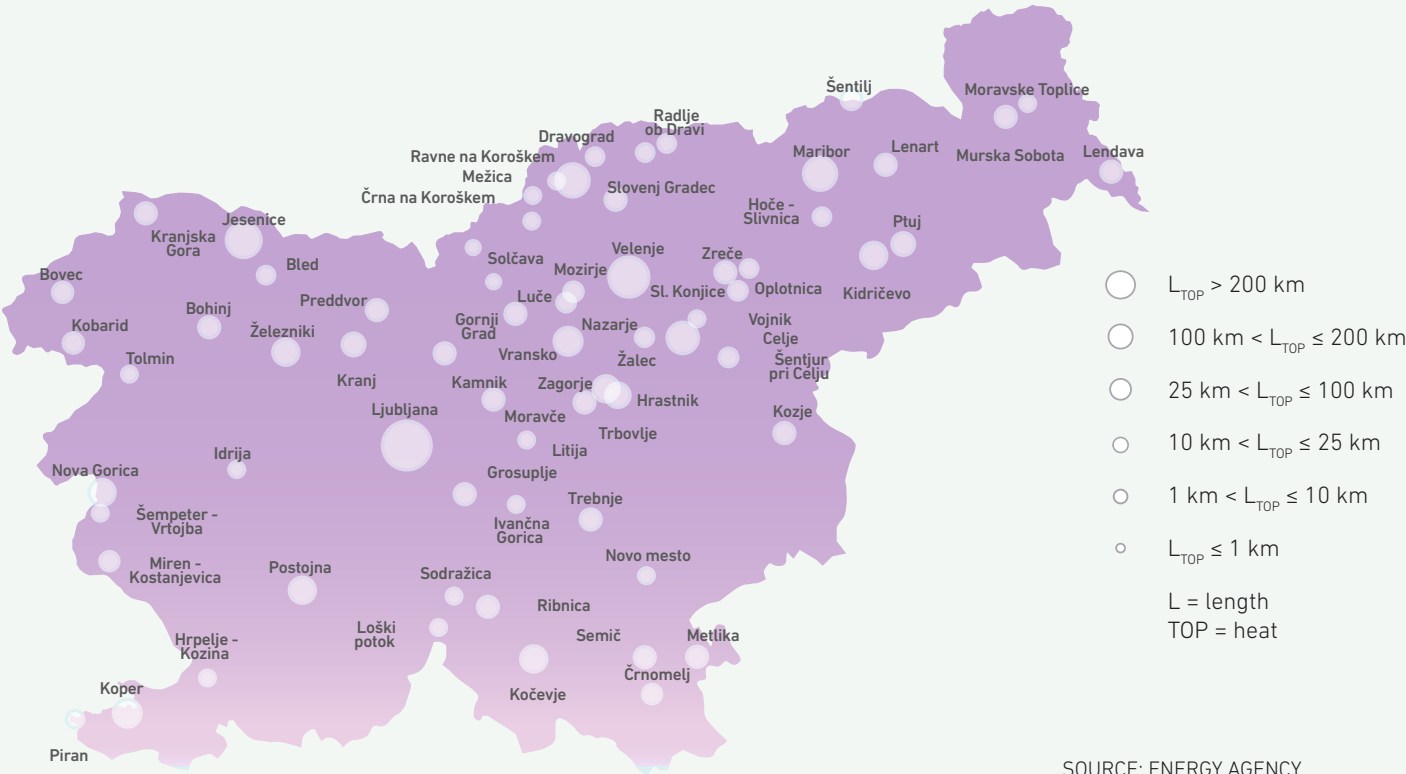 Šentilj
Moravske Toplice
Radlje
ob Dravi
Dravograd
Maribor
Lenart
Murska Sobota
Lendava
Ravne na Koroškem
Mežica
Črna na Koroškem
Slovenj Gradec
Hoče -
Slivnica
Ptuj
Jesenice
Kranjska
Gora
Bled
Solčava
Velenje
Zreče
Mozirje
Bovec
Preddvor
Luče
Sl. Konjice
Oplotnica
Kidričevo
Bohinj
Kobarid
Železniki
Gornji
Grad
Nazarje
Vojnik
Celje
Tolmin
Vransko
Žalec
Šentjur
pri Celju
Kranj
Kamnik
Zagorje
Hrastnik
Ljubljana
Moravče
Kozje
Trbovlje
Litija
Idrija
Nova Gorica
Grosuplje
Trebnje
Šempeter -
Vrtojba
Ivančna
Gorica
Novo mesto
Miren -
Kostanjevica
Postojna
Sodražica
Ribnica
Loški
potok
Semič
Metlika
Hrpelje -
Kozina
Črnomelj
Koper
Kočevje
Piran
L TOP > 200 km
100 km < L TOP ≤ 200 km
25 km < L TOP ≤ 100 km
10 km < L TOP ≤ 25 km
1 km < L TOP ≤ 10 km
L TOP ≤ 1 km
L = length
TOP = heat
SOURCE: ENERGY AGENCY